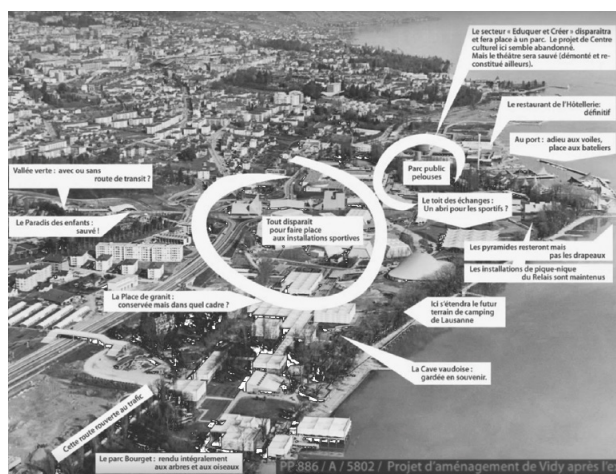 Le secteur « Eduquer et Créer » disparaîtra
et fera place à un parc. Le projet de Centre
culturel ici semble abandonné.
Mais le théâtre sera sauvé (démonté et re-
constitué ailleurs).
Le restaurant de l'Hôtellerie:
définitif
Au port : adieu aux voiles,
place aux bateliers
Parc public
pelouses
Vallée verte : avec ou sans
route de transit ?
Le toit des échanges :
Un abri pour les sportifs ?
Le Paradis des enfants :
sauvé !
Tout disparaît
pour faire place
aux installations sportives
Les pyramides resteront mais
pas les drapeaux
Les installations de pique-nique
du Relais sont maintenus
La Place de granit :
conservée mais dans quel cadre ?
Ici s'étendra le futur
terrain de camping
de Lausanne
La Cave vaudoise :
gardée en souvenir.
Cette route rouverte au trafic
Le parc Bourget : rendu intégralement
aux arbres et aux oiseaux
PP 886 / A / 5802 / Projet d'aménagement de Vidy après le